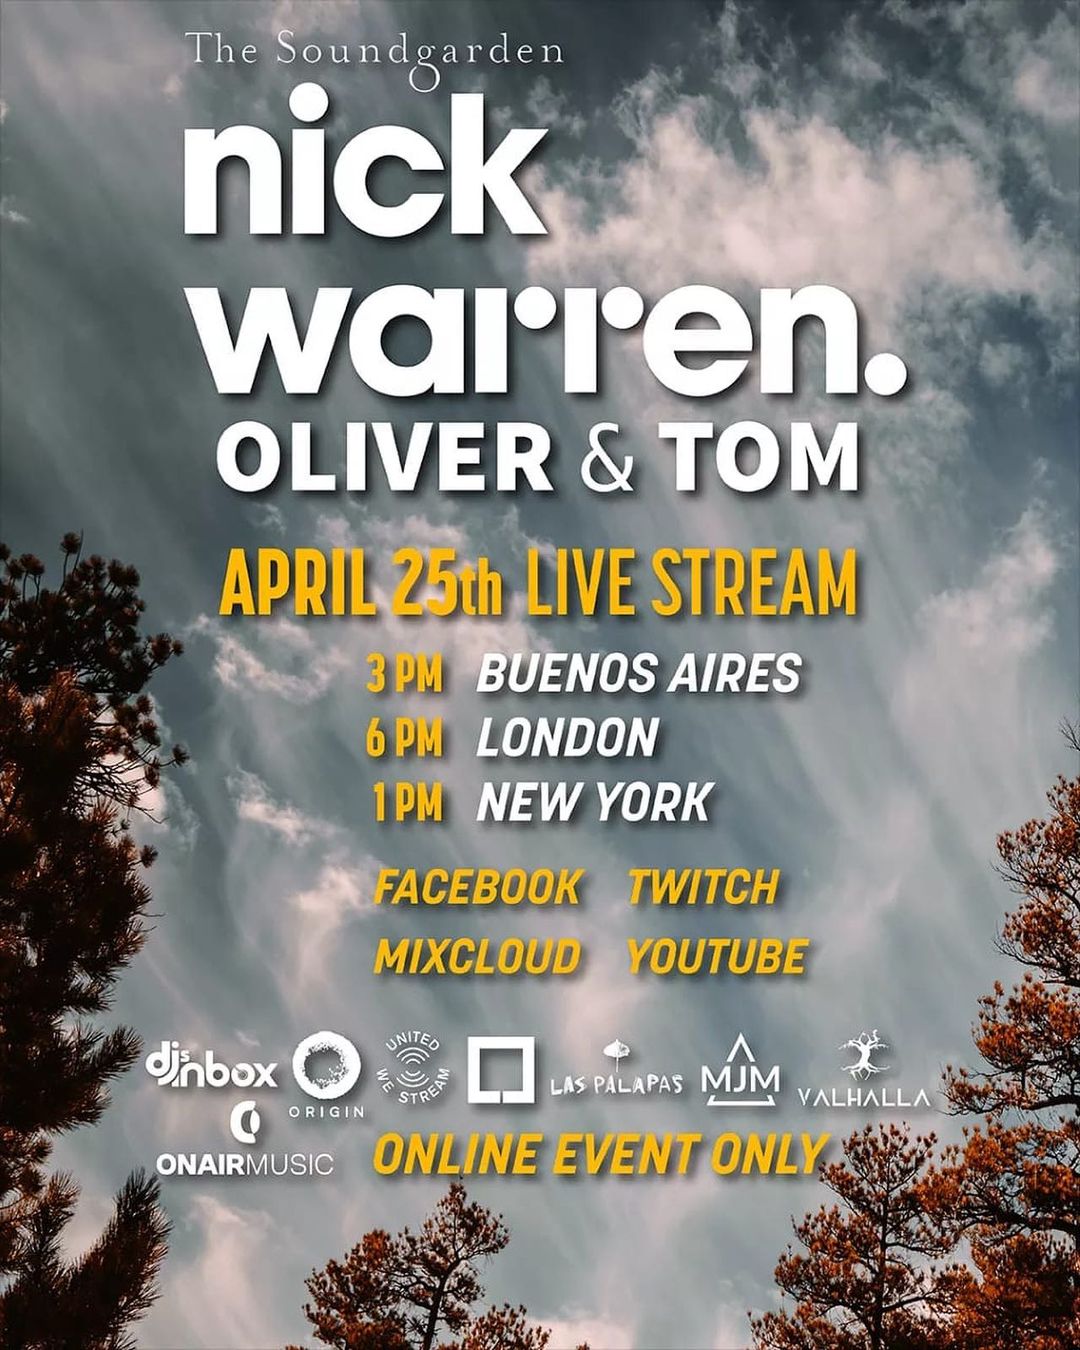 The Soundgarden
nick
warren.
OLIVER & TOM
APRIL 25th LIVE STREAM
3 PM BUENOS AIRES
6 PM LONDON
1 PM NEW YORK
FACEBOOK TWITCH
MIXCLOUD YOUTUBE
djsinbox
ORIGIN
UNITED
WE STREAM
LAS PALAPAS
MJM
VALHALLA
ONAIRMUSIC
ONLINE EVENT ONLY